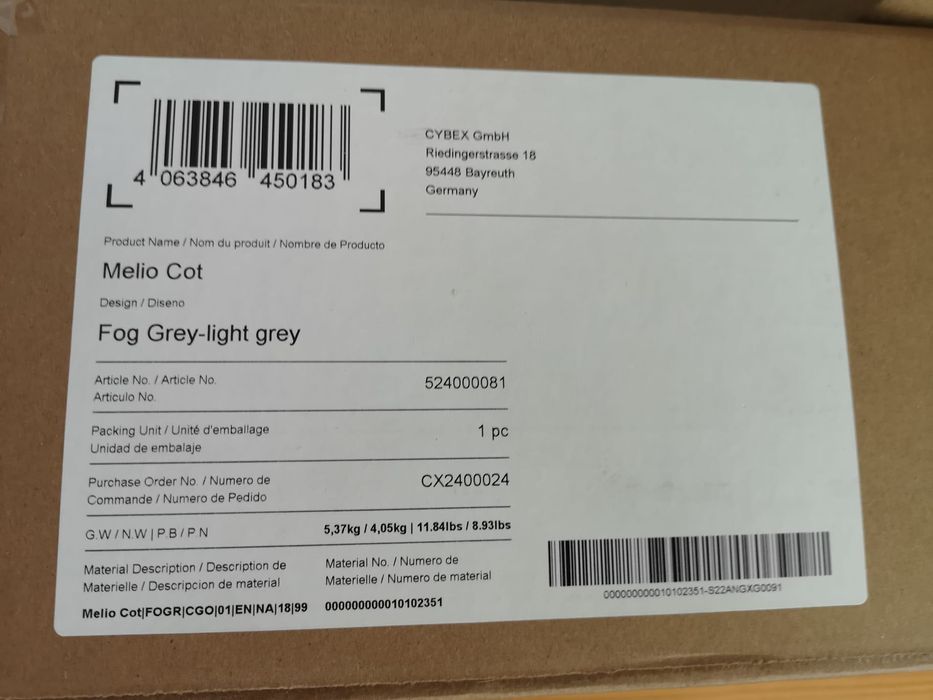 4 063846 450183
CYBEX GmbH
Riedingerstrasse 18
95448 Bayreuth
Germany
Product Name / Nom du produit / Nombre de Producto
Melio Cot
Design / Diseno
Fog Grey-light grey
Article No. / Article No. 524000081
Articulo No.
Packing Unit / Unité d'emballage 1 pc
Unidad de embalaje
Purchase Order No. / Numero de CX2400024
Commande / Numero de Pedido
G.W / N.W | P.B / P.N 5,37kg / 4,05kg | 11.84lbs / 8.93lbs
Material Description / Description de Material No. / Numero de
Materielle / Descripcion de material Materielle / Numero de material
Melio Cot|FOGR|CGO|01|EN|NA|18|99 000000000010102351
000000000010102351-S22ANGXG0091